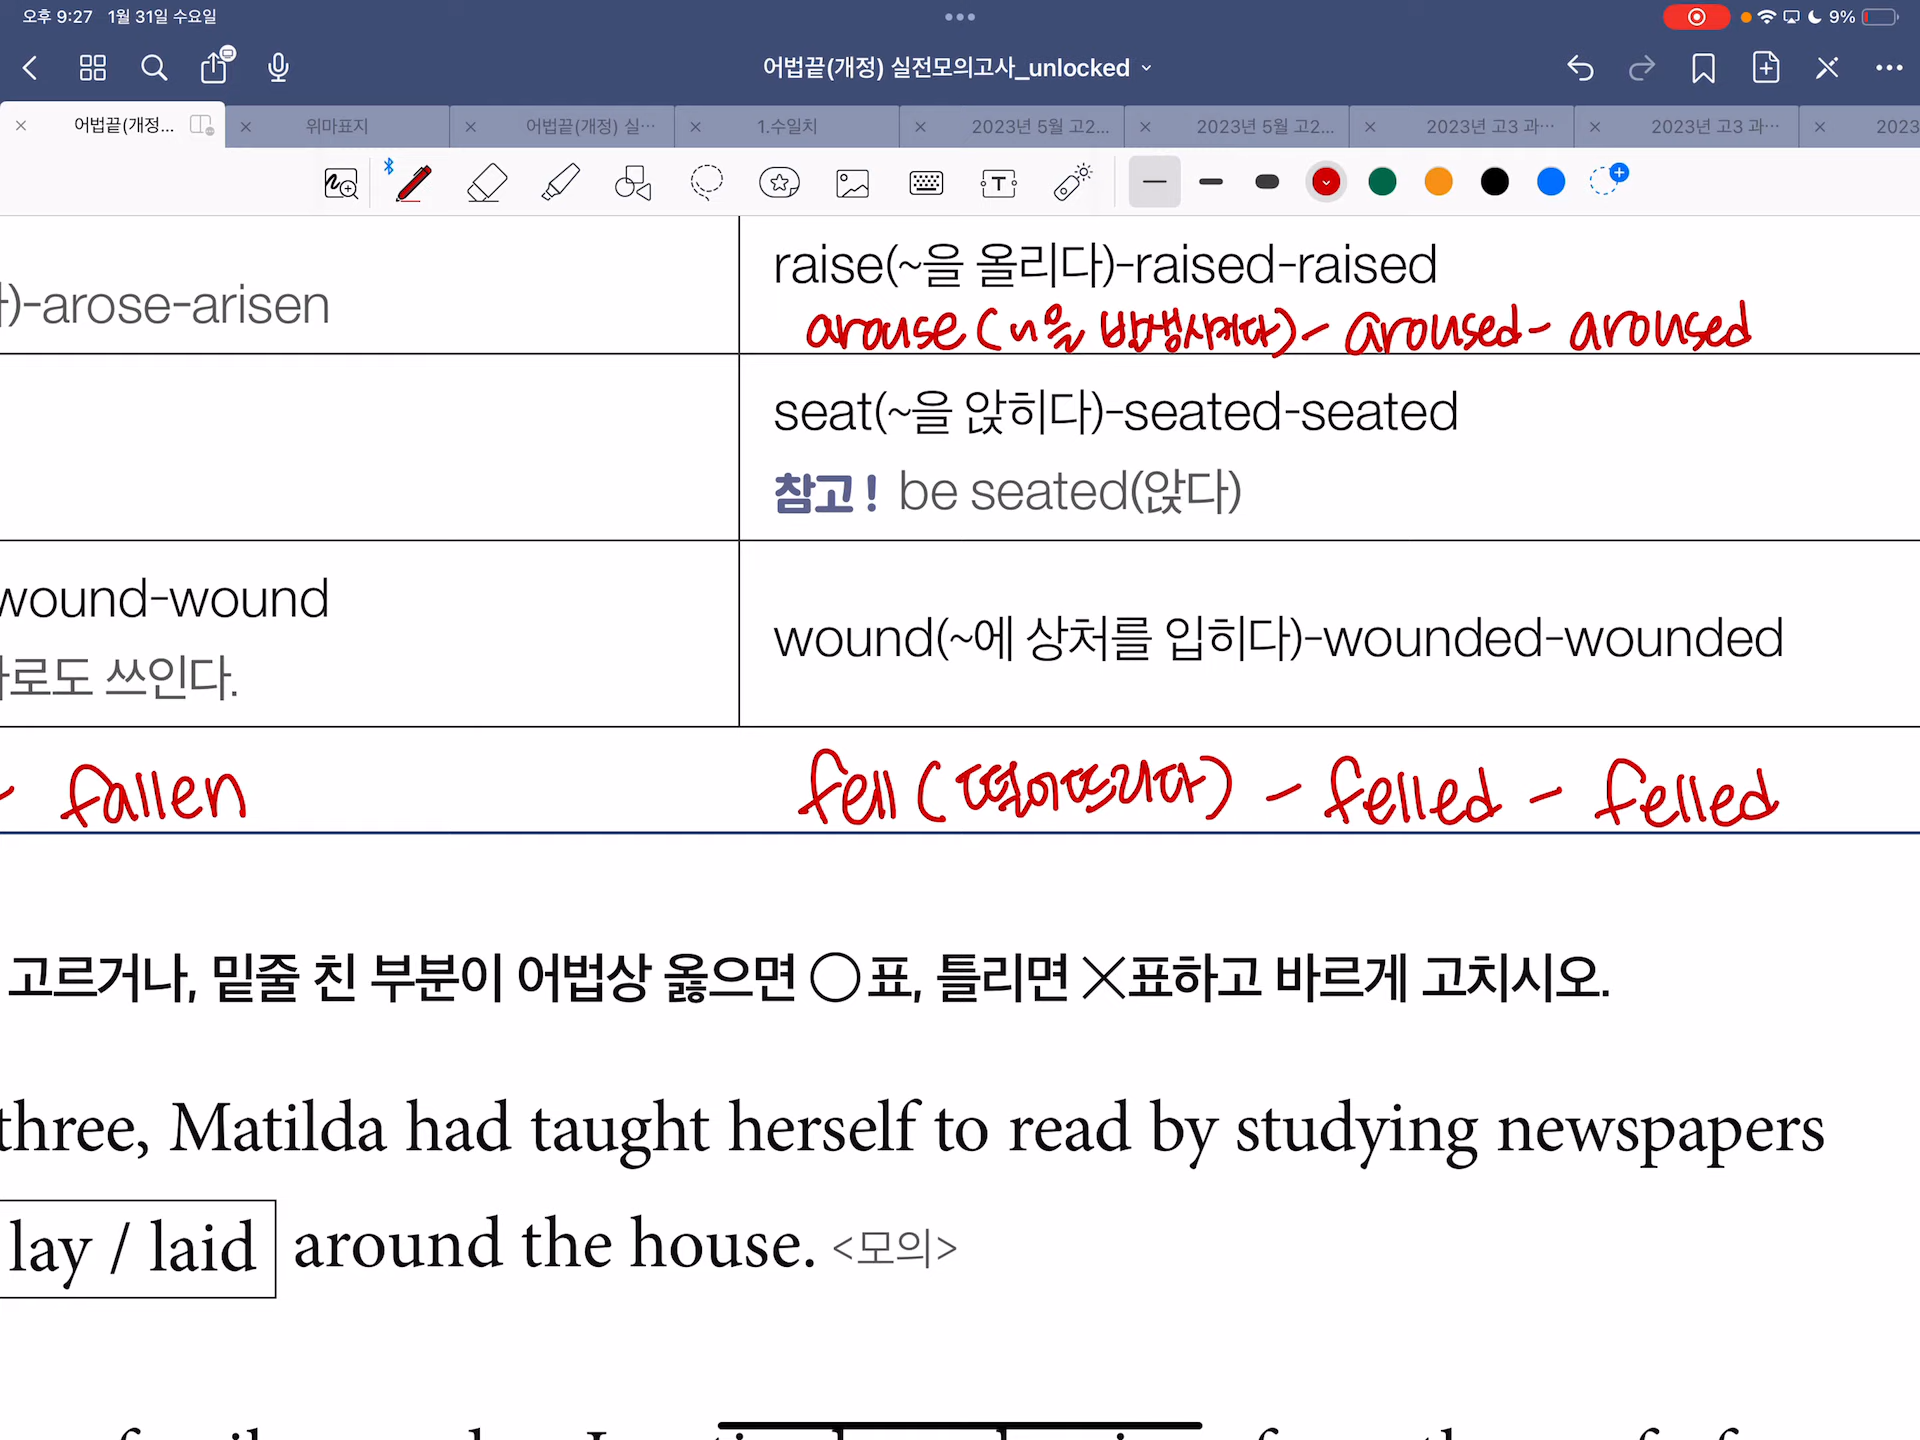 오후 9:27 1월 31일 수요일
9%
어법끝(개정) 실전모의고사_unlocked
어법끝(개정...
위마표지
어법끝(개정) 실…
1.수일치
2023년 5월 고2...
2023년 5월 고2...
2023년 고3 과…
2023년 고3 과…
2023
)-arose-arisen
raise(~을 올리다)-raised-raised
arouse (~을 발생시키다) - aroused - aroused
seat(~을 앉히다)-seated-seated
참고! be seated(앉다)
wound-wound
로도 쓰인다.
wound(~에 상처를 입히다)-wounded-wounded
- fallen
fell (떨어뜨리다) - felled - felled
고르거나, 밑줄 친 부분이 어법상 옳으면 ○표, 틀리면 ×표하고 바르게 고치시오.
three, Matilda had taught herself to read by studying newspapers
lay / laid around the house. <모의>